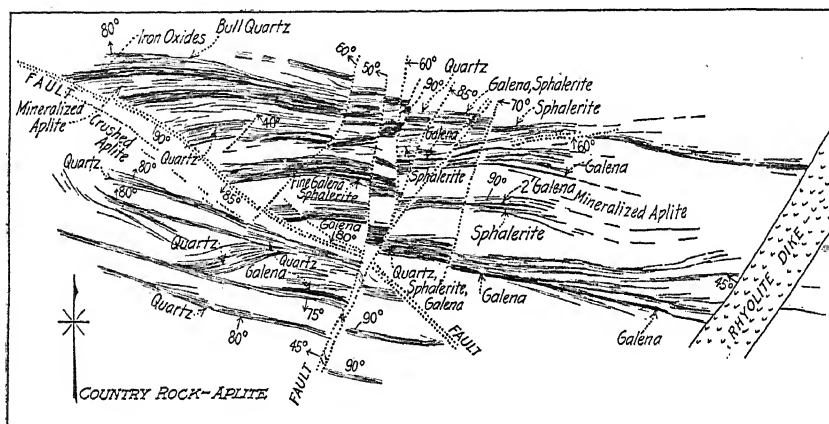 80°
Iron Oxides
Bull Quartz
60°
50°
60°
Quartz
90°
85°
Galena, Sphalerite
70°
Sphalerite
FAULT
Mineralized
Aplite
Crushed
Aplite
40°
90°
Quartz
Galena
60°
Galena
Quartz
80°
80°
85°
Fine Galena,
Sphalerite
Sphalerite
90°
2" Galena
Mineralized Aplite
Sphalerite
Galena
90°
Quartz
Quartz
Galena
Quartz,
Sphalerite,
Galena
Galena
45°
RHYOLITE DIKE
Quartz
75°
80°
90°
FAULT
Galena
45°
FAULT
90°
COUNTRY ROCK-APLITE